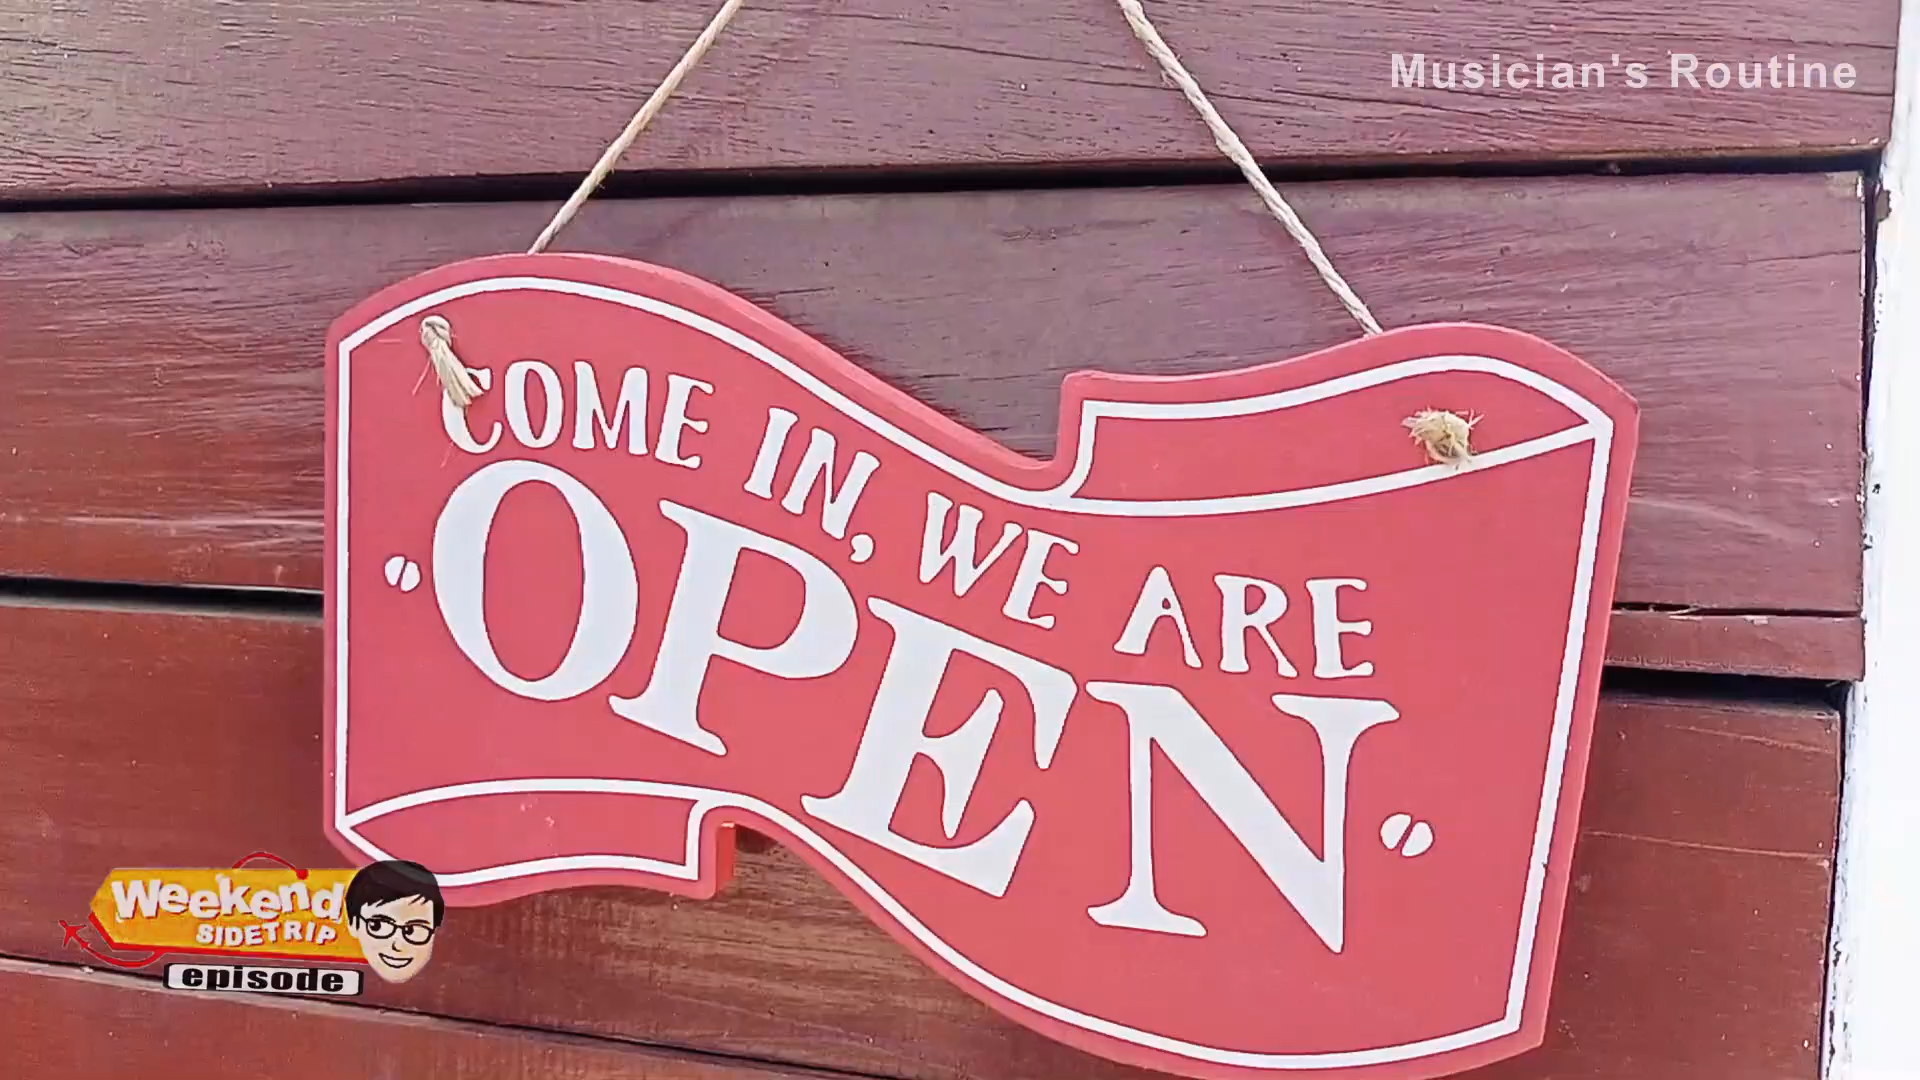 Musician's Routine
COME IN, WE ARE
OPEN
Weekend
SIDETRIP
episode